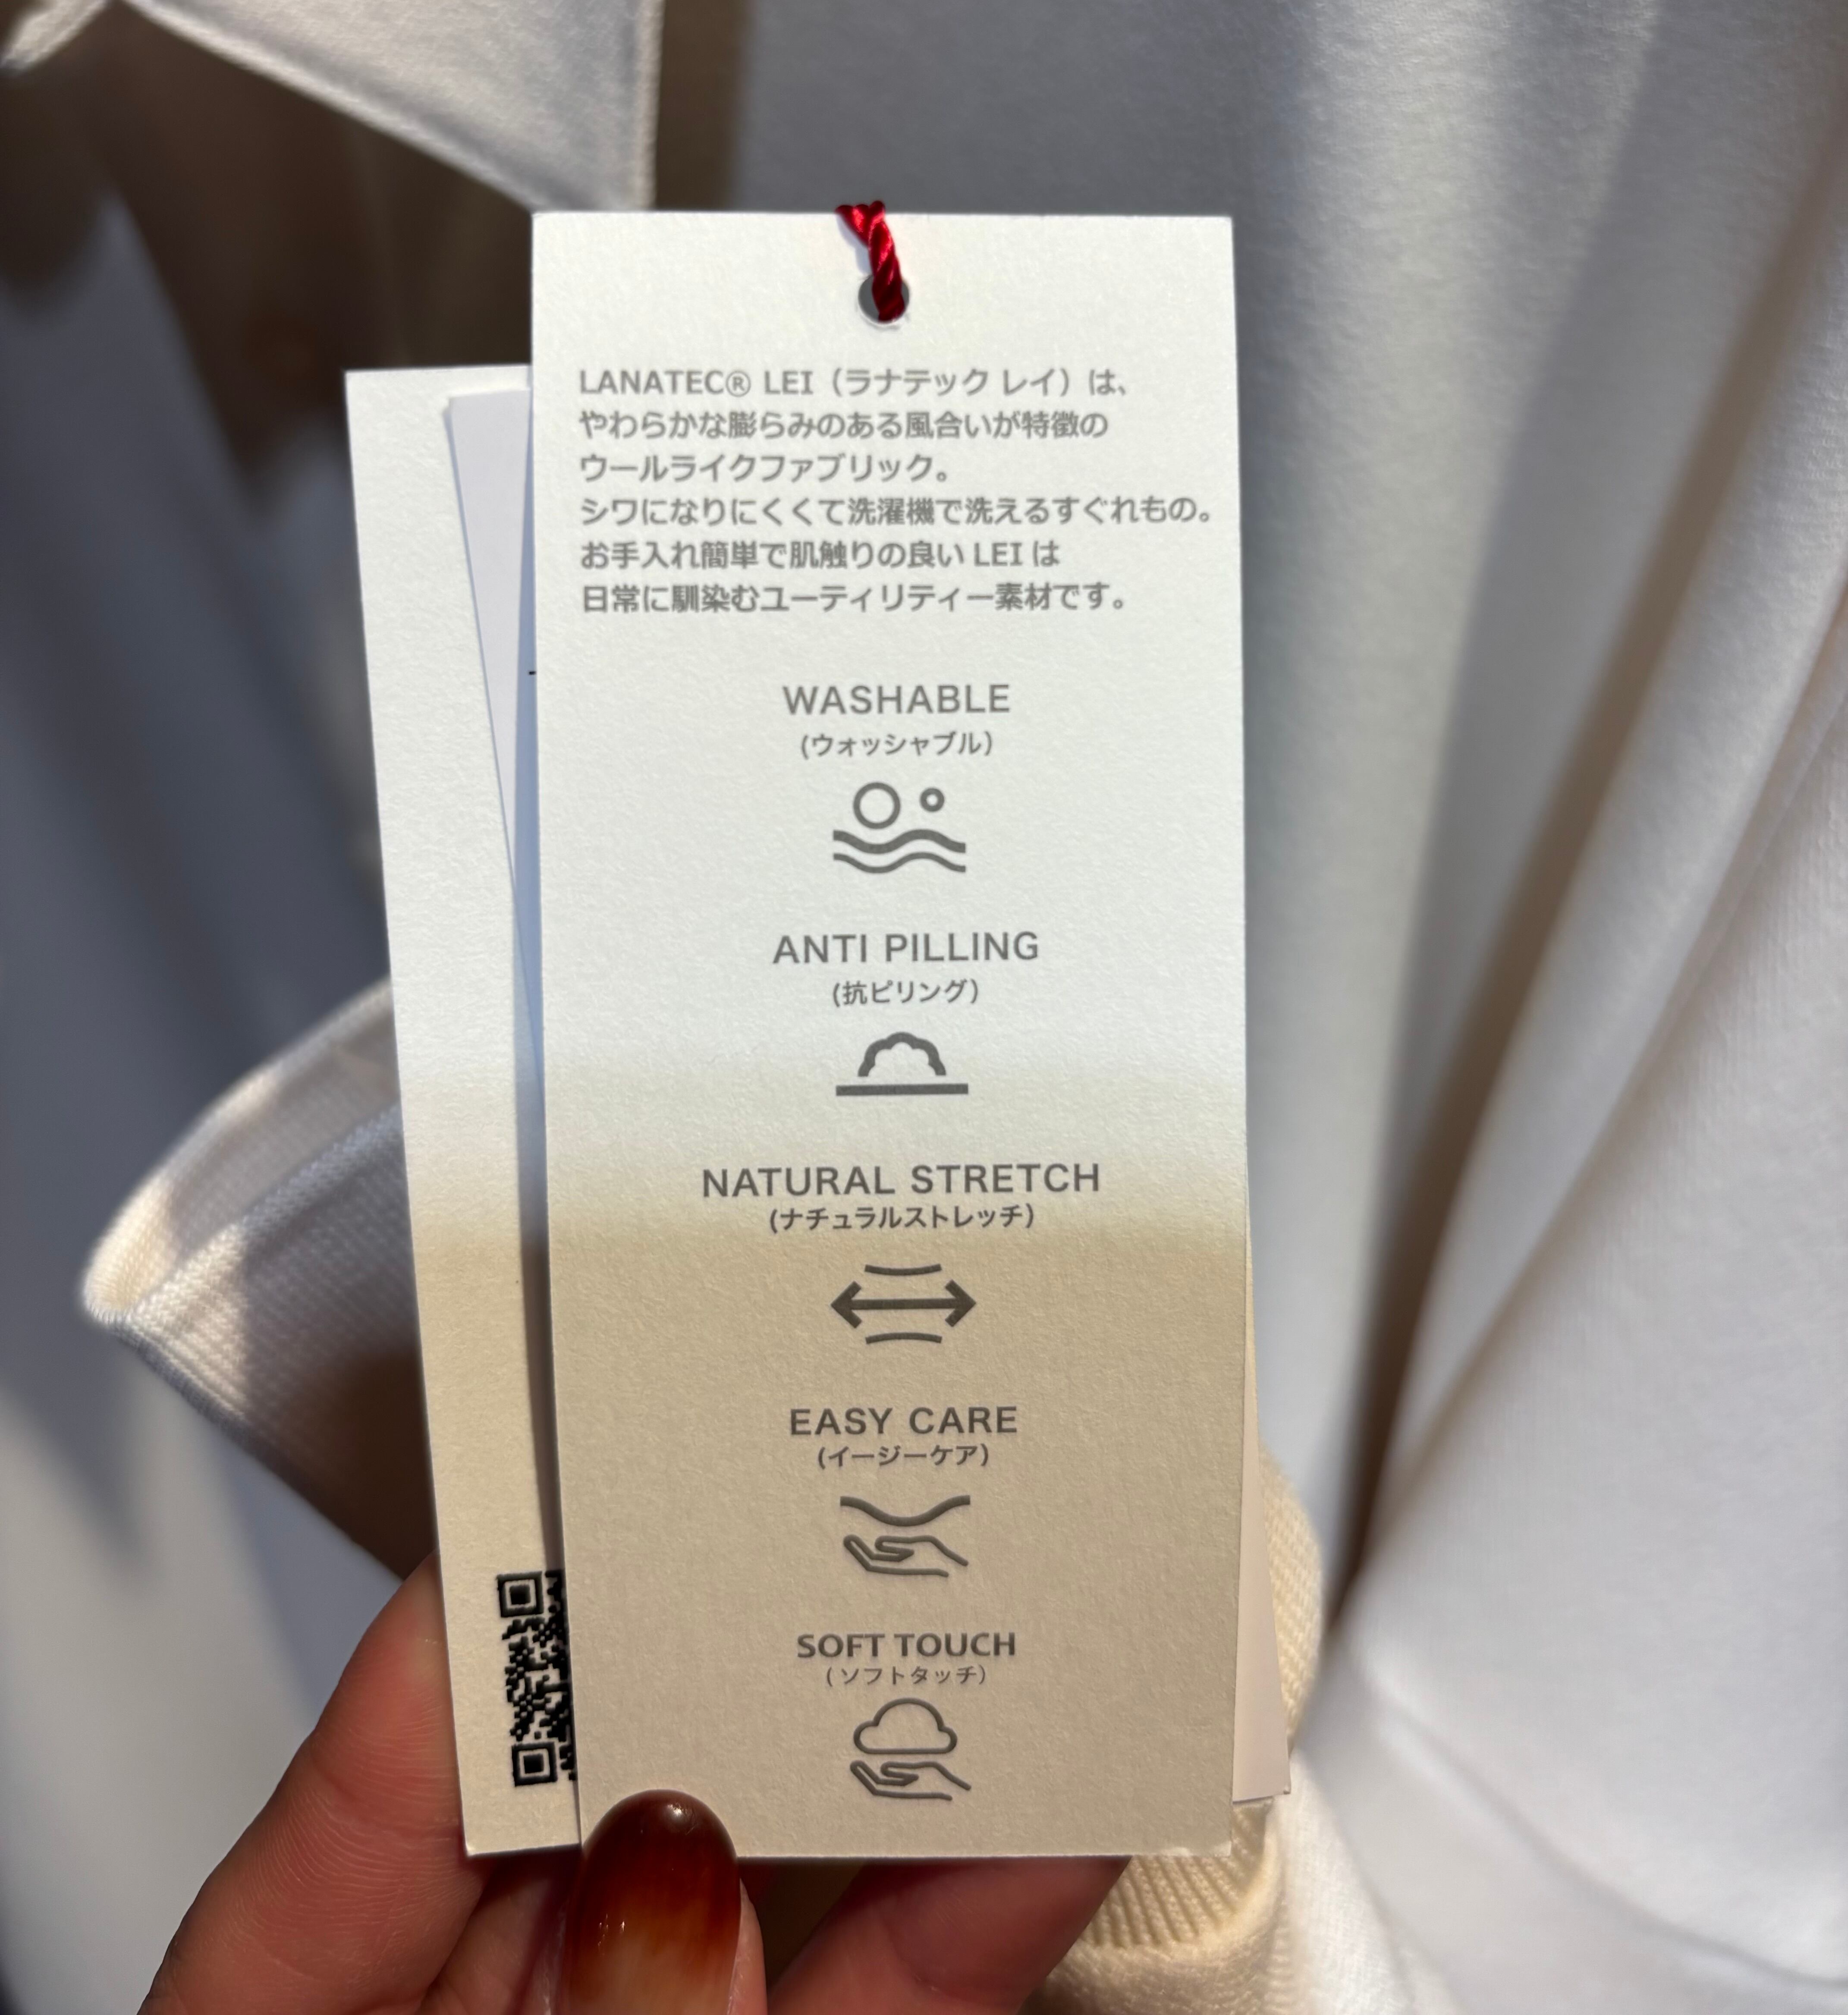 LANATEC® LEI（ラナテック レイ）は、
やわらかな膨らみのある風合いが特徴の
ウールライクファブリック。
シワになりにくくて洗濯機で洗えるすぐれもの。
お手入れ簡単で肌触りの良い LEI は
日常に馴染むユーティリティー素材です。
WASHABLE
(ウォッシャブル)
ANTI PILLING
(抗ピリング)
NATURAL STRETCH
(ナチュラルストレッチ)
EASY CARE
(イージーケア)
SOFT TOUCH
(ソフトタッチ)